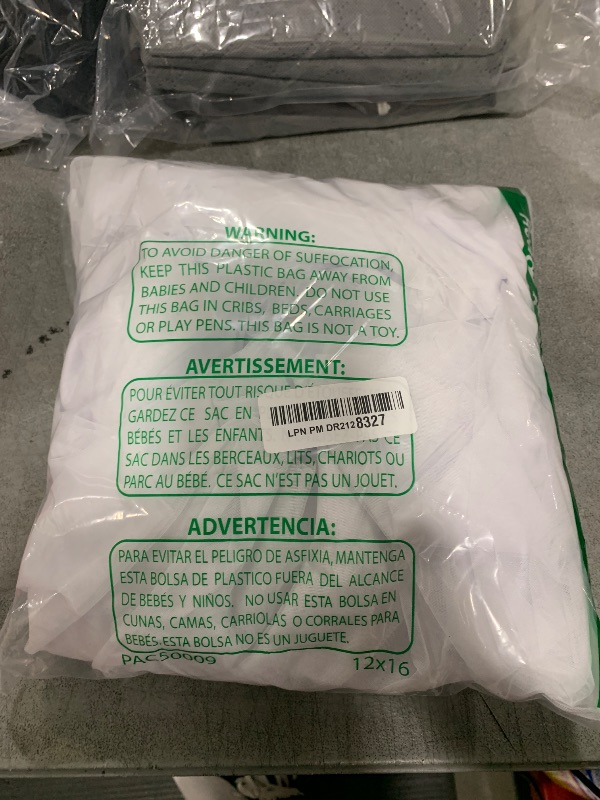 WARNING:
TO AVOID DANGER OF SUFFOCATION,
KEEP THIS PLASTIC BAG AWAY FROM
BABIES AND CHILDREN. DO NOT USE
THIS BAG IN CRIBS, BEDS, CARRIAGES
OR PLAY PENS. THIS BAG IS NOT A TOY.
AVERTISSEMENT:
POUR ÉVITER TOUT RISQUE
GARDEZ CE SAC EN
BÉBÉS ET LES ENFANT
CE
SAC DANS LES BERCEAUX, LITS, CHARIOTS OU
PARC AU BÉBÉ. CE SAC N'EST PAS UN JOUET.
LPN PM DR2128327
ADVERTENCIA:
PARA EVITAR EL PELIGRO DE ASFIXIA, MANTENGA
ESTA BOLSA DE PLASTICO FUERA DEL ALCANCE
DE BEBÉS Y NIÑOS. NO USAR ESTA BOLSA EN
CUNAS, CAMAS, CARRIOLAS O CORRALES PARA
BEBÉS. ESTA BOLSA NO ES UN JUGUETE.
PAC50009
12x16